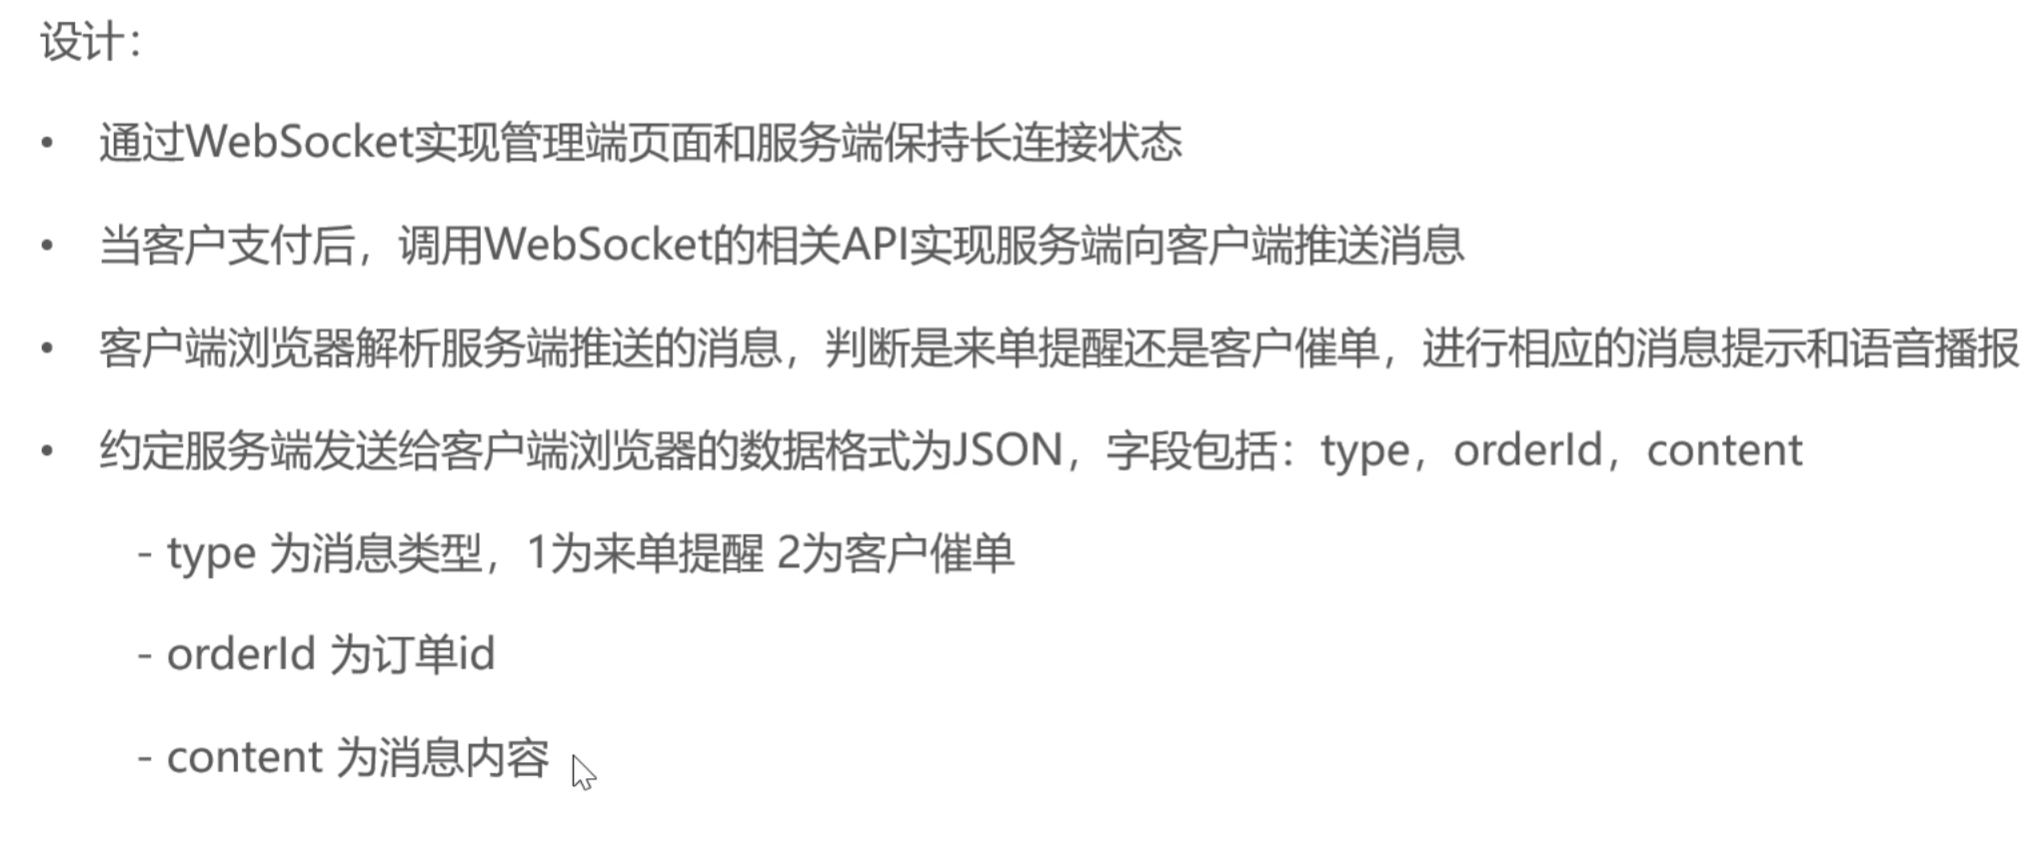 设计：
• 通过WebSocket实现管理端页面和服务端保持长连接状态
• 当客户支付后，调用WebSocket的相关API实现服务端向客户端推送消息
• 客户端浏览器解析服务端推送的消息，判断是来单提醒还是客户催单，进行相应的消息提示和语音播报
• 约定服务端发送给客户端浏览器的数据格式为JSON，字段包括：type，orderId，content
- type 为消息类型，1为来单提醒 2为客户催单
- orderId 为订单id
- content 为消息内容